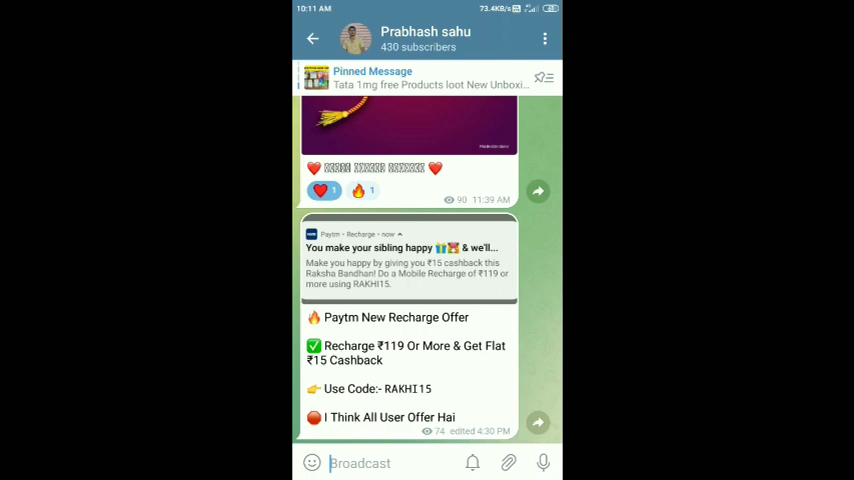 10:11 AM
73.4KB/s
Prabhash sahu
430 subscribers
Pinned Message
Tata 1mg free Products loot New Unboxi...
❤️ ❤️
❤️ 1 🔥 1
90 11:39 AM
Paytm • Recharge • now
You make your sibling happy 🎁 & we'll...
Make you happy by giving you ₹15 cashback this
Raksha Bandhan! Do a Mobile Recharge of ₹119 or
more using RAKHI15.
🔥 Paytm New Recharge Offer
✅ Recharge ₹119 Or More & Get Flat
₹15 Cashback
👉 Use Code:- RAKHI15
🛑 I Think All User Offer Hai
74 edited 4:30 PM
Broadcast